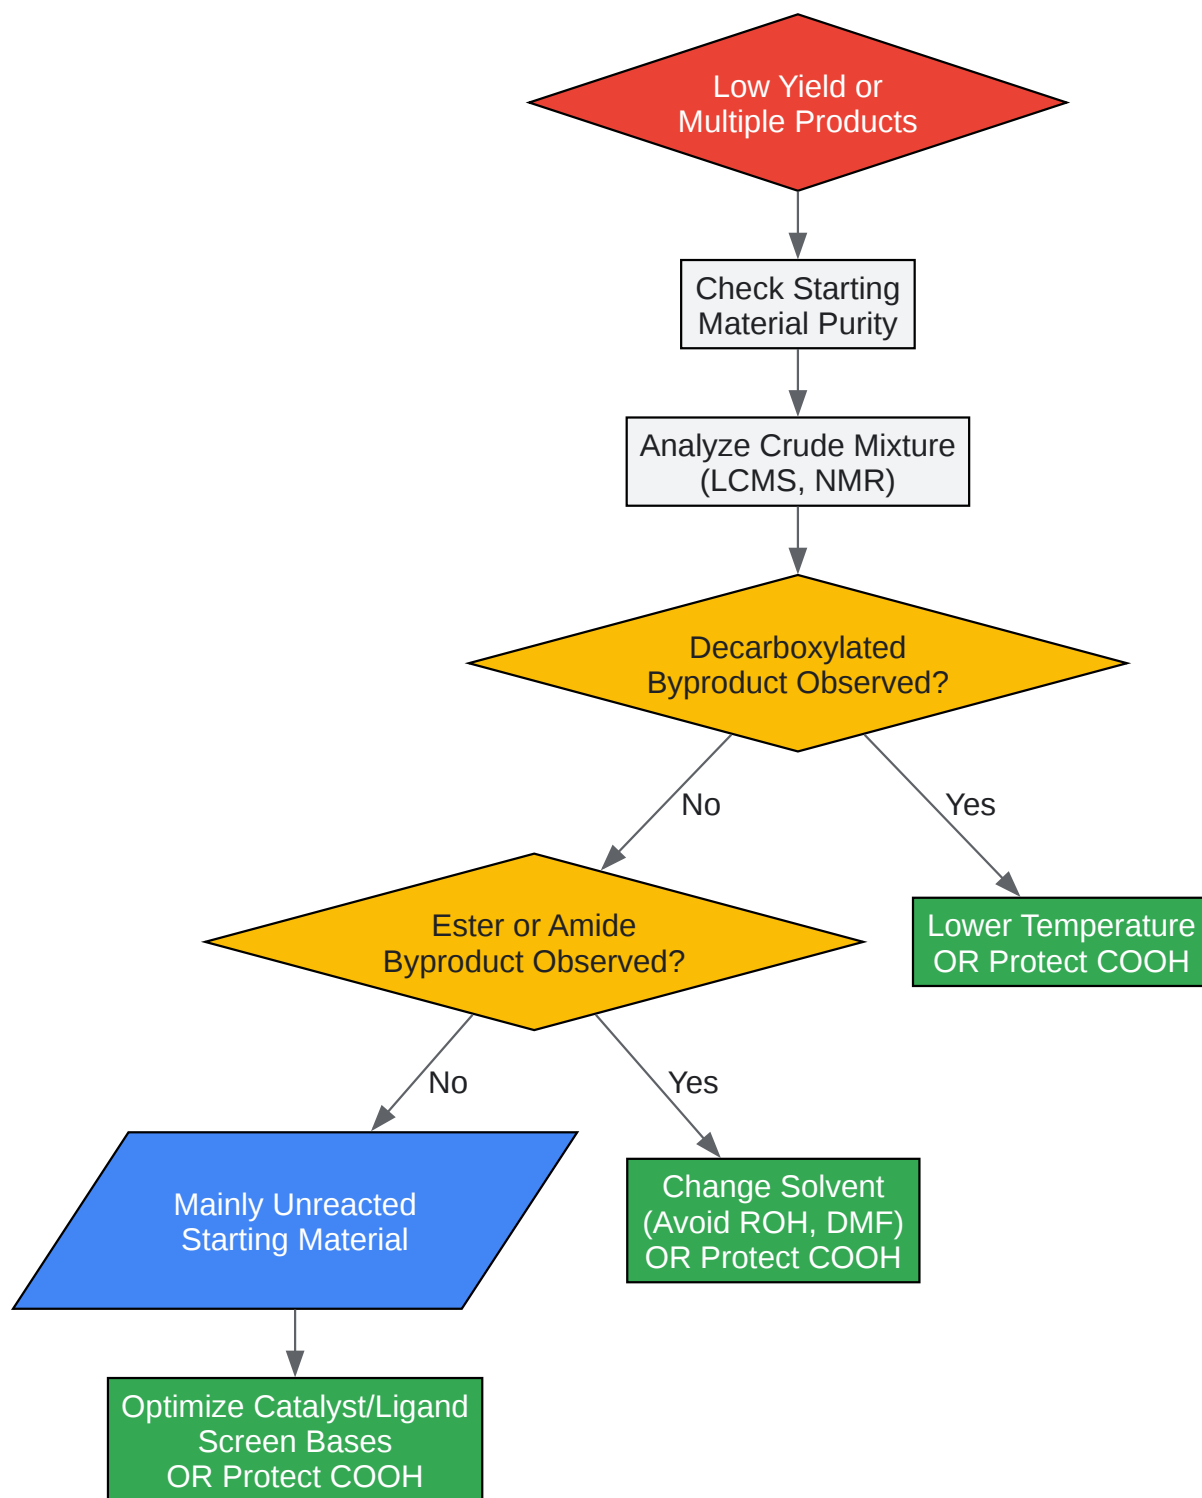 Low Yield or
Multiple Products
Check Starting
Material Purity
Analyze Crude Mixture
(LCMS, NMR)
Decarboxylated
Byproduct Observed?
No
Yes
Ester or Amide
Byproduct Observed?
Lower Temperature
OR Protect COOH
No
Yes
Mainly Unreacted
Starting Material
Change Solvent
(Avoid ROH, DMF)
OR Protect COOH
Optimize Catalyst/Ligand
Screen Bases
OR Protect COOH